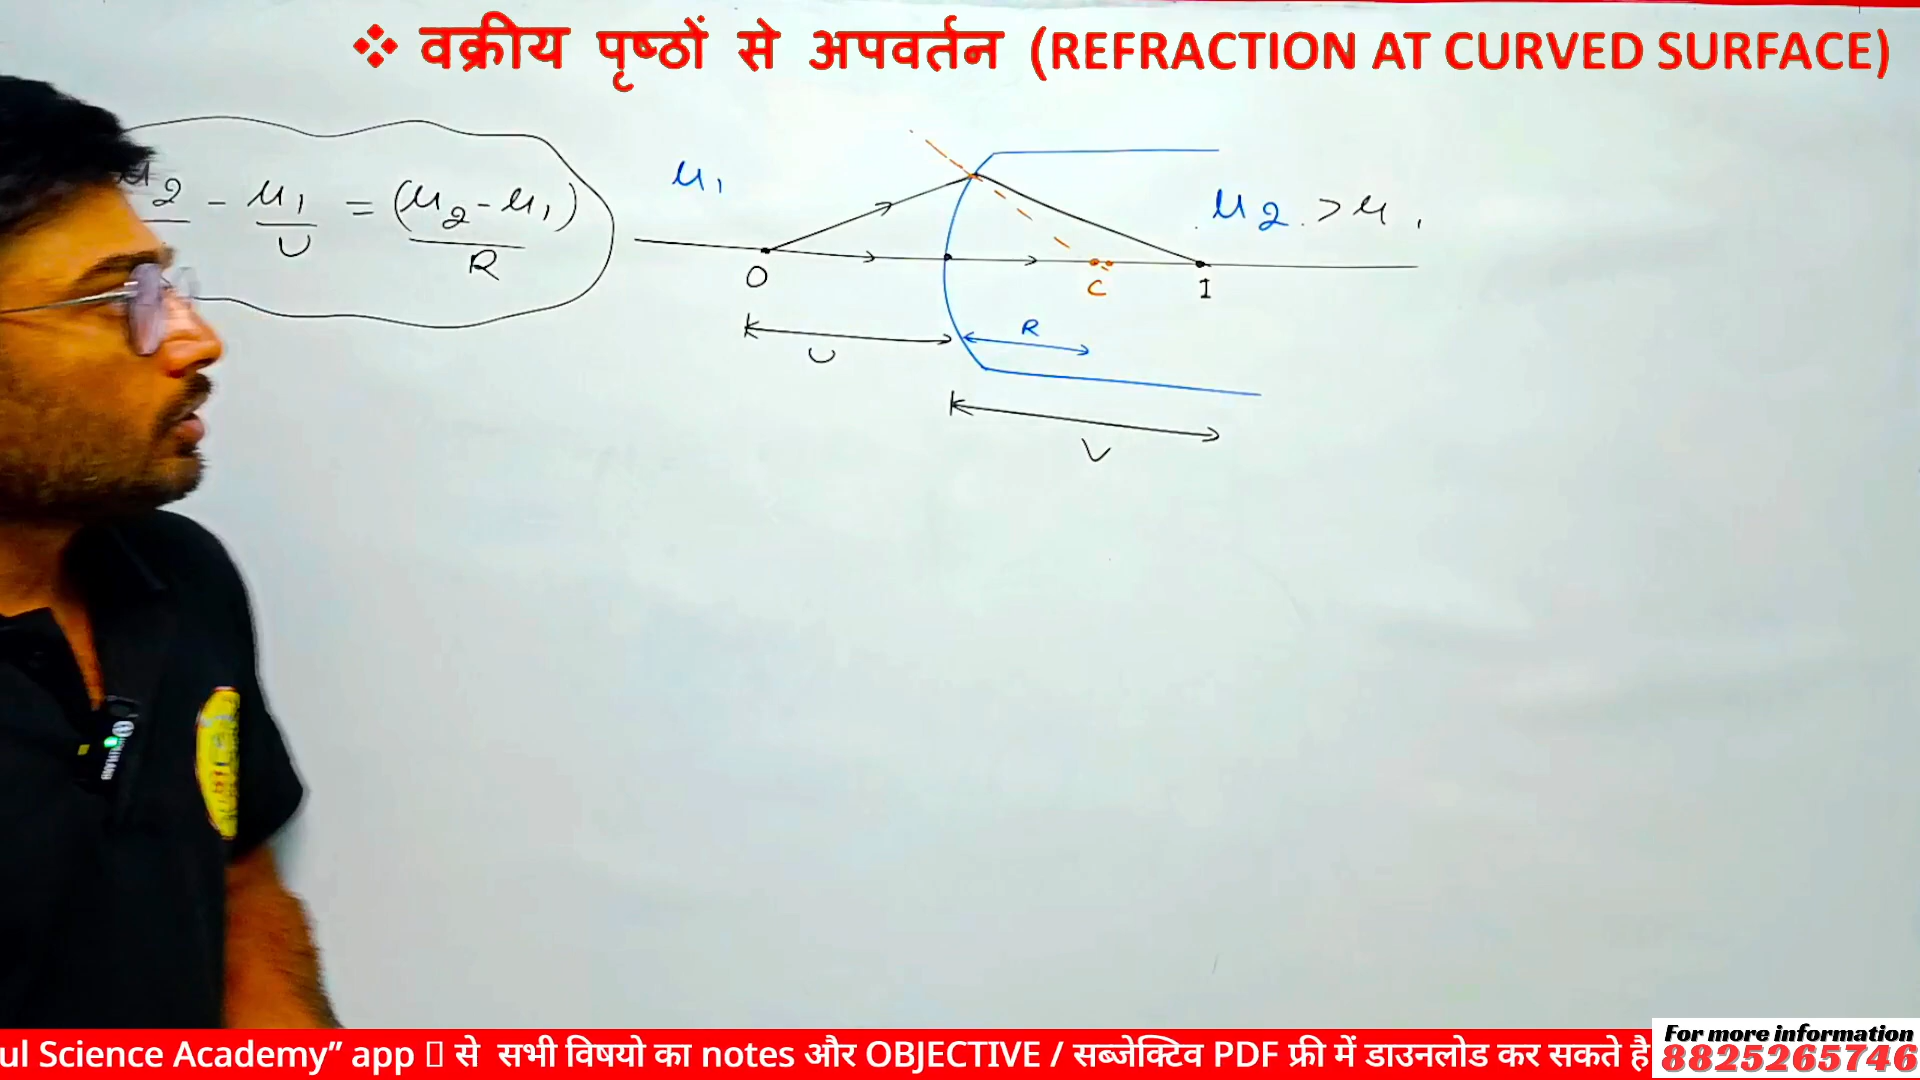 ❖ वक्रीय पृष्ठों से अपवर्तन (REFRACTION AT CURVED SURFACE)
μ2 - μ1/U = (μ2-μ1)/R
μ1
μ2 > μ1
O
C
I
R
U
V
ul Science Academy” app से सभी विषयो का notes और OBJECTIVE / सब्जेक्टिव PDF फ्री में डाउनलोड कर सकते है
For more information
8825265746